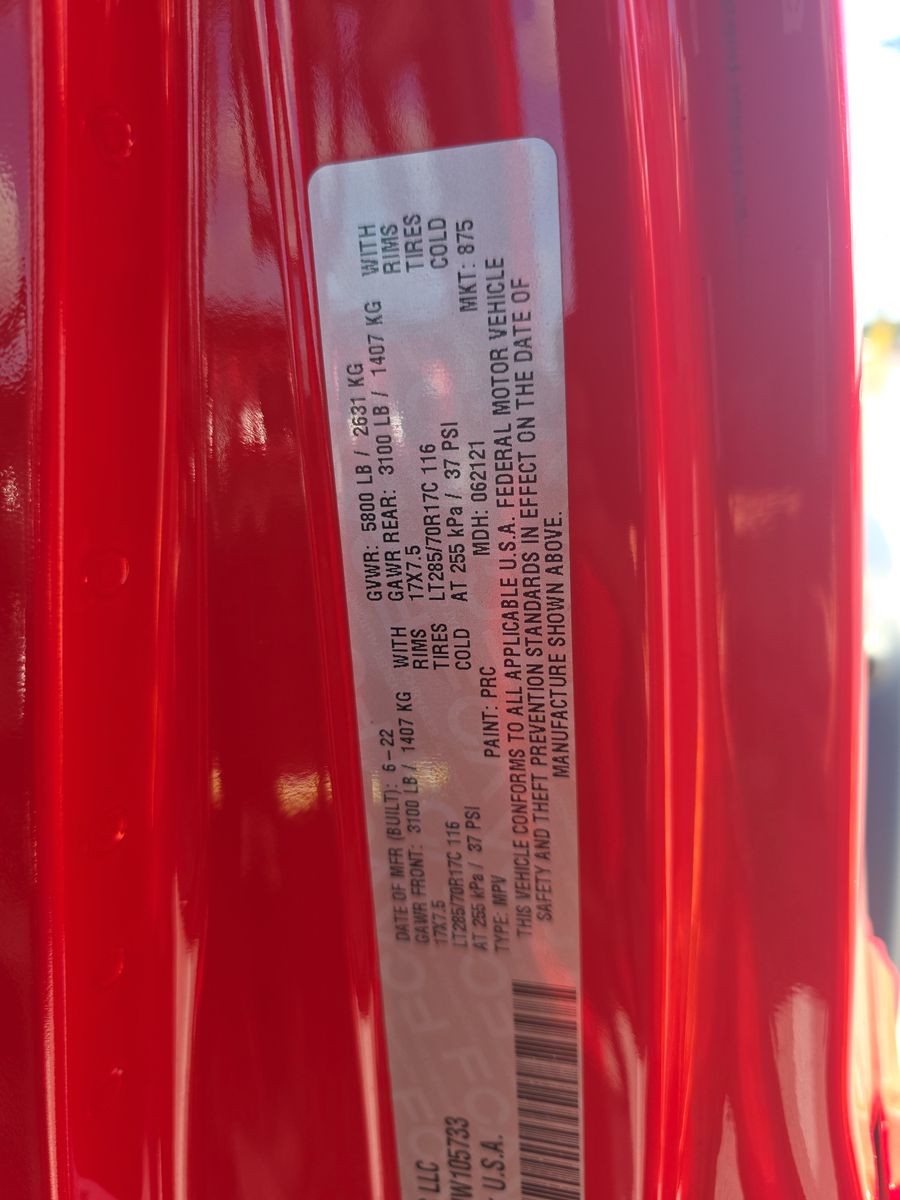 LLC
DATE OF MFR (BUILT): 6-22 GVWR: 5800 LB / 2631 KG
GAWR FRONT: 3100 LB / 1407 KG WITH GAWR REAR: 3100 LB / 1407 KG WITH
17X7.5 RIMS 17X7.5 RIMS
LT285/70R17C 116 TIRES LT285/70R17C 116 TIRES
AT 255 kPa / 37 PSI COLD AT 255 kPa / 37 PSI COLD
W105733 TYPE: MPV PAINT: PRC MDH: 062121 MKT: 875
U.S.A. THIS VEHICLE CONFORMS TO ALL APPLICABLE U.S.A. FEDERAL MOTOR VEHICLE
SAFETY AND THEFT PREVENTION STANDARDS IN EFFECT ON THE DATE OF
MANUFACTURE SHOWN ABOVE.